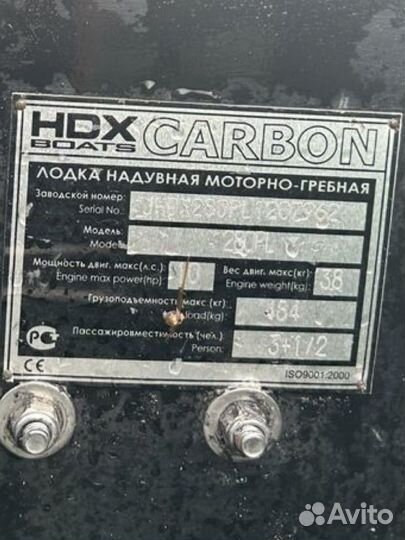 HDX CARBON
BOATS
ЛОДКА НАДУВНАЯ МОТОРНО-ГРЕБНАЯ
Заводской номер:
Serial No
Модель:
Model
Мощность двиг. макс(л.с.)
Engine max power(hp)
Вес двиг. макс(кг):
Engine weight(kg): 38
Грузоподъемность макс.(кг):
load(kg) 384
Пассажировместимость (чел.)
Person: 3+1/2
РС
CE
ISO9001:2000
Avito